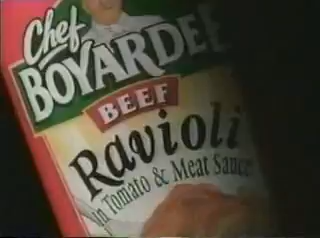 Chef
BOYARDEE
BEEF
Ravioli
in Tomato & Meat Sauce